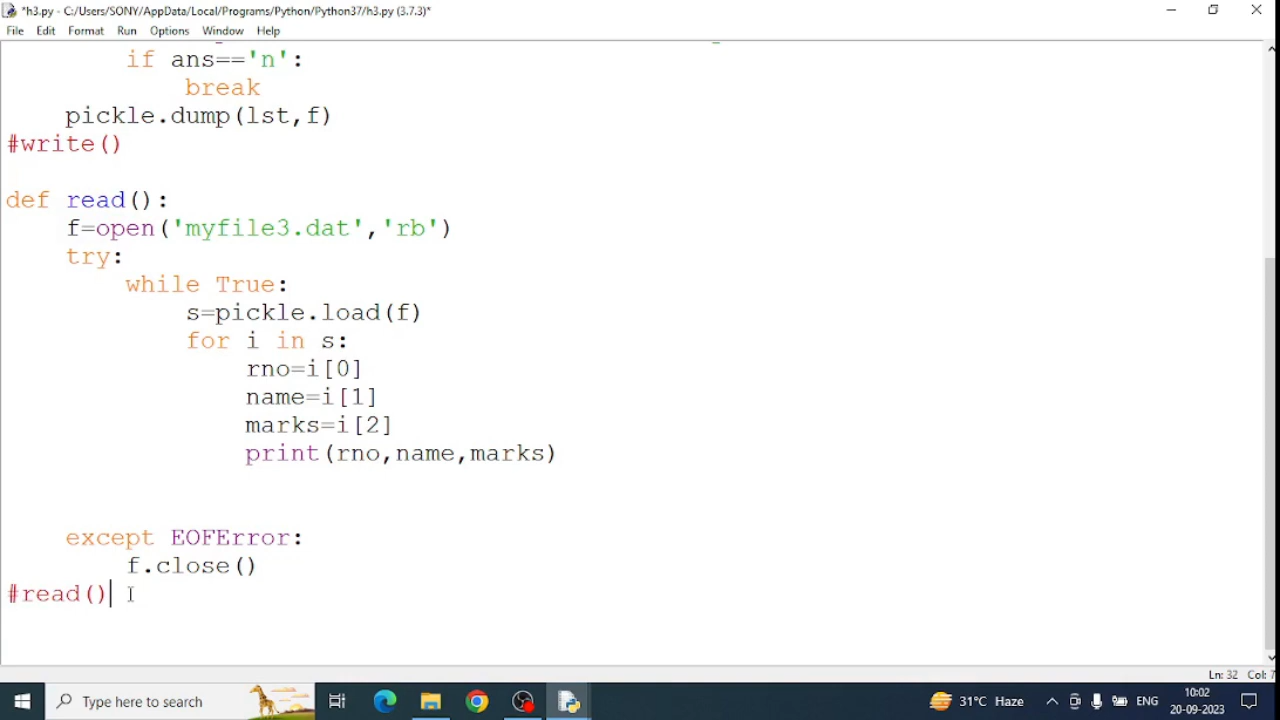 *h3.py - C:/Users/SONY/AppData/Local/Programs/Python/Python37/h3.py (3.7.3)*
File Edit Format Run Options Window Help
if ans=='n':
break
pickle.dump(lst,f)
#write()
def read():
f=open('myfile3.dat','rb')
try:
while True:
s=pickle.load(f)
for i in s:
rno=i[0]
name=i[1]
marks=i[2]
print(rno,name,marks)
except EOFError:
f.close()
#read()
Ln: 32 Col: 7
Type here to search
31°C Haze
ENG
10:02
20-09-2023